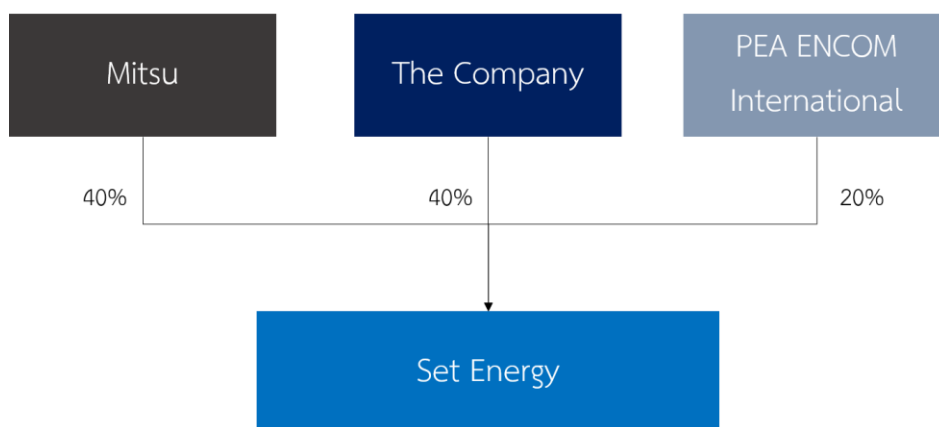 Mitsu
The Company
PEA ENCOM
International
40%
40%
20%
Set Energy